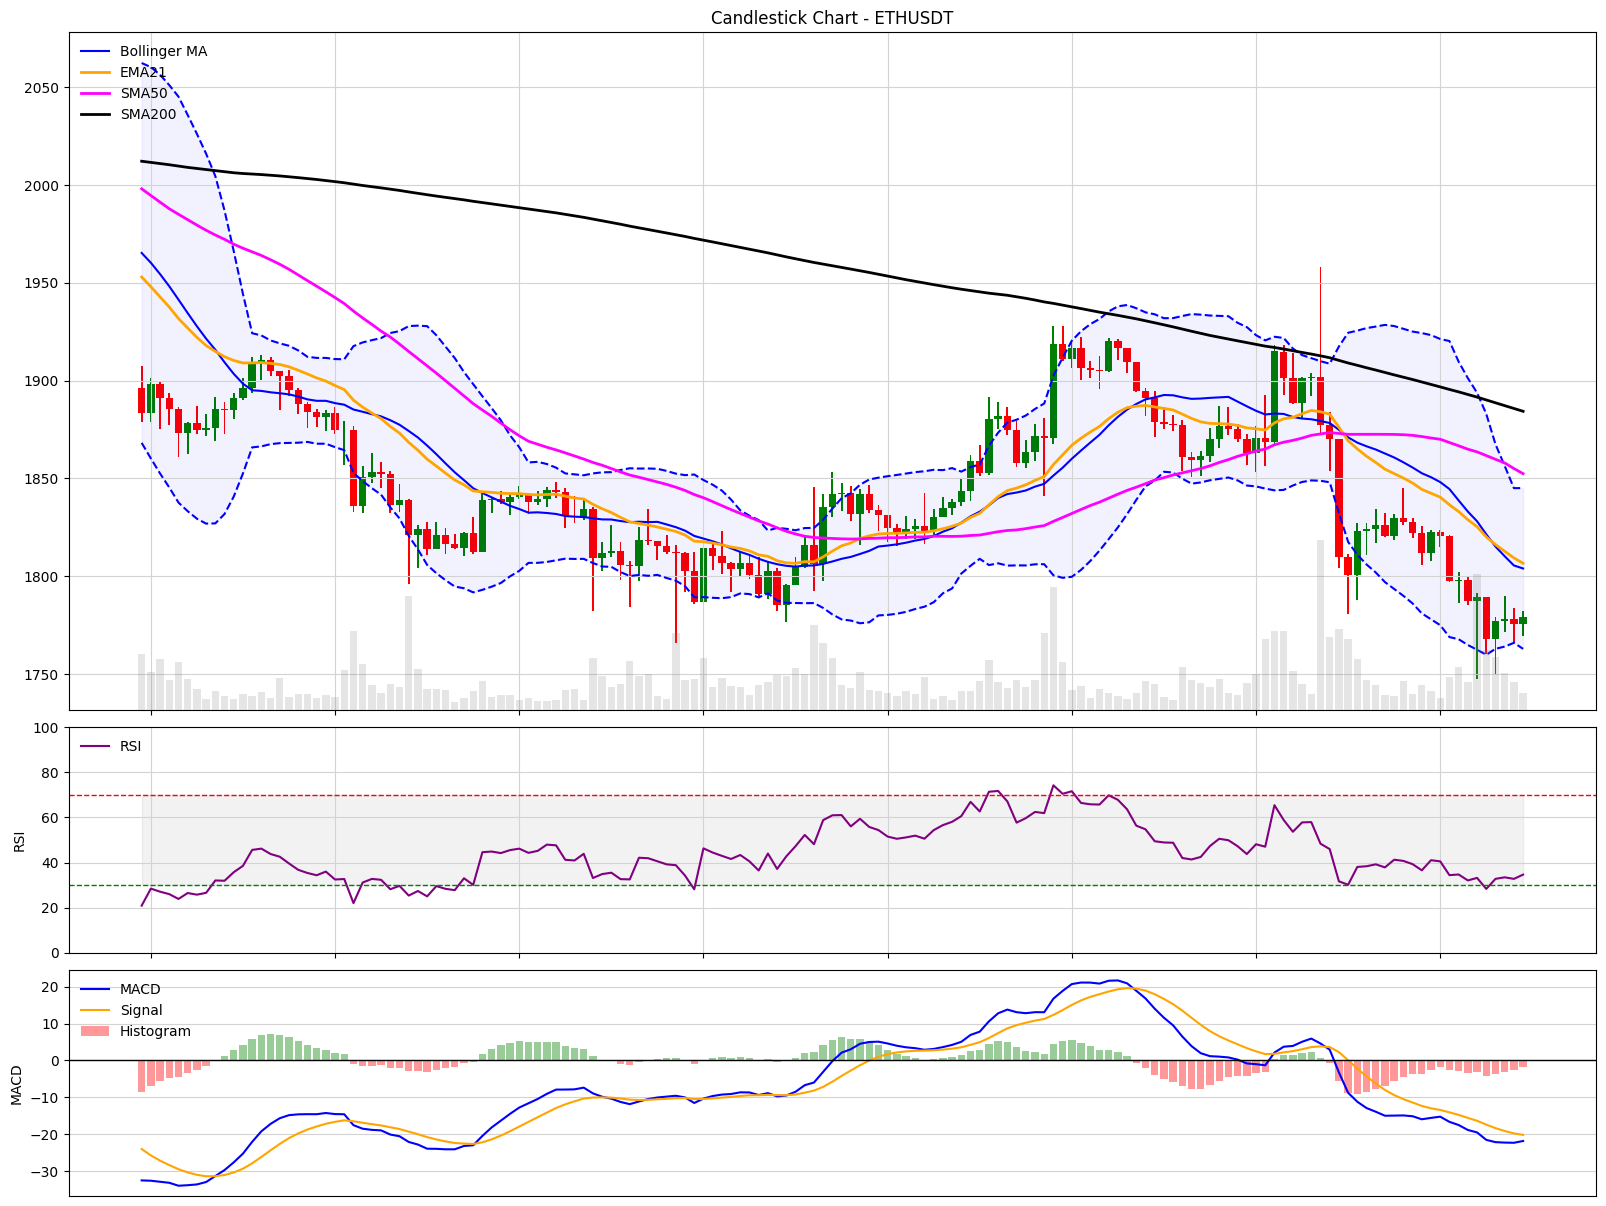 Candlestick Chart - ETHUSDT
Bollinger MA
EMA21
SMA50
SMA200
2050
2000
1950
1900
1850
1800
1750
RSI
100
80
60
40
20
0
RSI
MACD
Signal
Histogram
20
10
0
−10
−20
−30
MACD